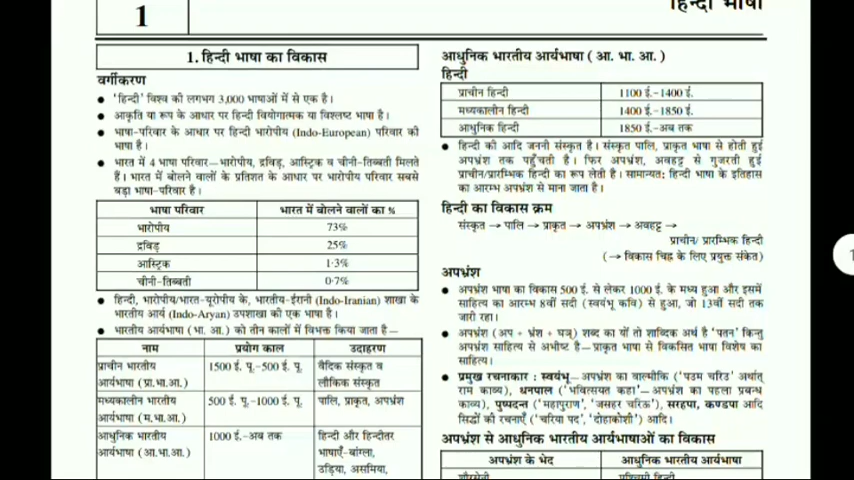 1
हिन्दी भाषा
1. हिन्दी भाषा का विकास
वर्गीकरण
● 'हिन्दी' विश्व की लगभग 3,000 भाषाओं में से एक है।
● आकृति या रूप के आधार पर हिन्दी वियोगात्मक या विश्लिष्ट भाषा है।
● भाषा-परिवार के आधार पर हिन्दी भारोपीय (Indo-European) परिवार की
भाषा है।
● भारत में 4 भाषा परिवार—भारोपीय, द्रविड़, आस्ट्रिक व चीनी-तिब्बती मिलते
हैं। भारत में बोलने वालों के प्रतिशत के आधार पर भारोपीय परिवार सबसे
बड़ा भाषा-परिवार है।
भाषा परिवार भारत में बोलने वालों का %
भारोपीय 73%
द्रविड़ 25%
आस्ट्रिक 1·3%
चीनी-तिब्बती 0·7%
● हिन्दी, भारोपीय/भारत-यूरोपीय के, भारतीय-ईरानी (Indo-Iranian) शाखा के
भारतीय आर्य (Indo-Aryan) उपशाखा की एक भाषा है।
● भारतीय आर्यभाषा (भा. आ.) को तीन कालों में विभक्त किया जाता है—
नाम प्रयोग काल उदाहरण
प्राचीन भारतीय 1500 ई. पू.-500 ई. पू. वैदिक संस्कृत व
आर्यभाषा (प्रा.भा.आ.) लौकिक संस्कृत
मध्यकालीन भारतीय 500 ई. पू.-1000 ई. पू. पालि, प्राकृत, अपभ्रंश
आर्यभाषा (म.भा.आ.)
आधुनिक भारतीय 1000 ई.-अब तक हिन्दी और हिन्दीतर
आर्यभाषा (आ.भा.आ.) भाषाएँ-बांग्ला,
उड़िया, असमिया,
आधुनिक भारतीय आर्यभाषा ( आ. भा. आ. )
हिन्दी
प्राचीन हिन्दी 1100 ई.-1400 ई.
मध्यकालीन हिन्दी 1400 ई.-1850 ई.
आधुनिक हिन्दी 1850 ई.-अब तक
● हिन्दी की आदि जननी संस्कृत है। संस्कृत पालि, प्राकृत भाषा से होती हुई
अपभ्रंश तक पहुँचती है। फिर अपभ्रंश, अवहट्ट से गुजरती हुई
प्राचीन/प्रारम्भिक हिन्दी का रूप लेती है। सामान्यतः हिन्दी भाषा के इतिहास
का आरम्भ अपभ्रंश से माना जाता है।
हिन्दी का विकास क्रम
संस्कृत → पालि → प्राकृत → अपभ्रंश → अवहट्ट →
प्राचीन/ प्रारम्भिक हिन्दी
(→ विकास चिह्न के लिए प्रयुक्त संकेत)
अपभ्रंश
● अपभ्रंश भाषा का विकास 500 ई. से लेकर 1000 ई. के मध्य हुआ और इसमें
साहित्य का आरम्भ 8वीं सदी (स्वयंभू कवि) से हुआ, जो 13वीं सदी तक
जारी रहा।
● अपभ्रंश (अप + भ्रंश + घञ्) शब्द का यों तो शाब्दिक अर्थ है 'पतन' किन्तु
अपभ्रंश साहित्य से अभीष्ट है—प्राकृत भाषा से विकसित भाषा विशेष का
साहित्य।
● प्रमुख रचनाकार : स्वयंभू—अपभ्रंश का वाल्मीकि ('पउम चरिउ' अर्थात्
राम काव्य), धनपाल ('भविसयत कहा'—अपभ्रंश का पहला प्रबन्ध
काव्य), पुष्पदन्त ('महापुराण', 'जसहर चरिऊ'), सरहपा, कण्हपा आदि
सिद्धों की रचनाएँ ('चरिया पद', 'दोहाकोशी') आदि।
अपभ्रंश से आधुनिक भारतीय आर्यभाषाओं का विकास
अपभ्रंश के भेद आधुनिक भारतीय आर्यभाषा
शौरसेनी पश्चिमी हिन्दी